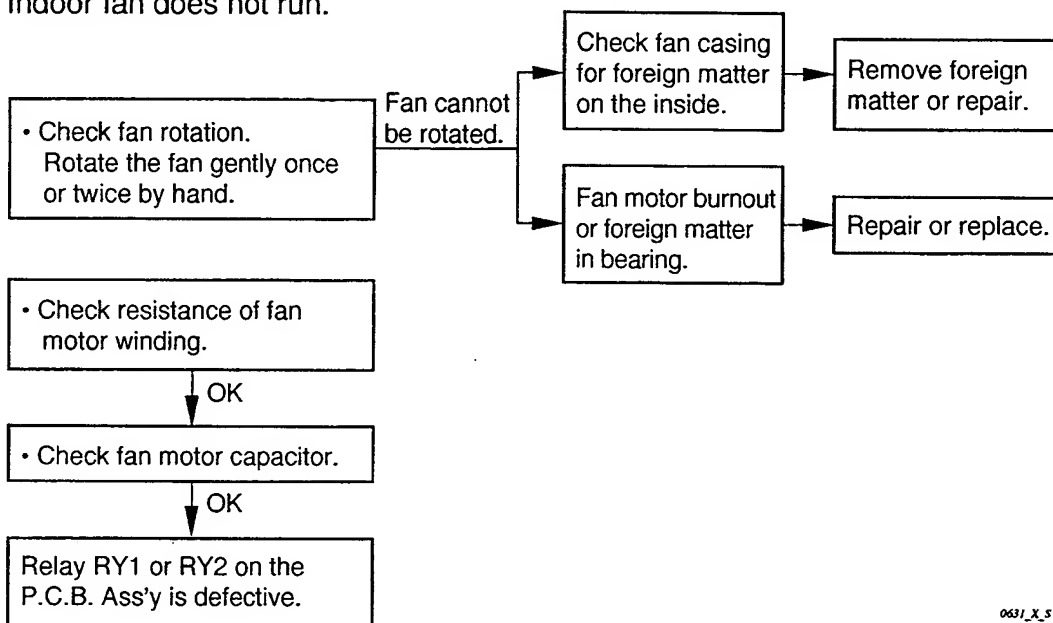 Indoor fan does not run.
• Check fan rotation.
Rotate the fan gently once
or twice by hand.
Fan cannot
be rotated.
Check fan casing
for foreign matter
on the inside.
Remove foreign
matter or repair.
Fan motor burnout
or foreign matter
in bearing.
Repair or replace.
• Check resistance of fan
motor winding.
OK
• Check fan motor capacitor.
OK
Relay RY1 or RY2 on the
P.C.B. Ass'y is defective.
0631_X_S